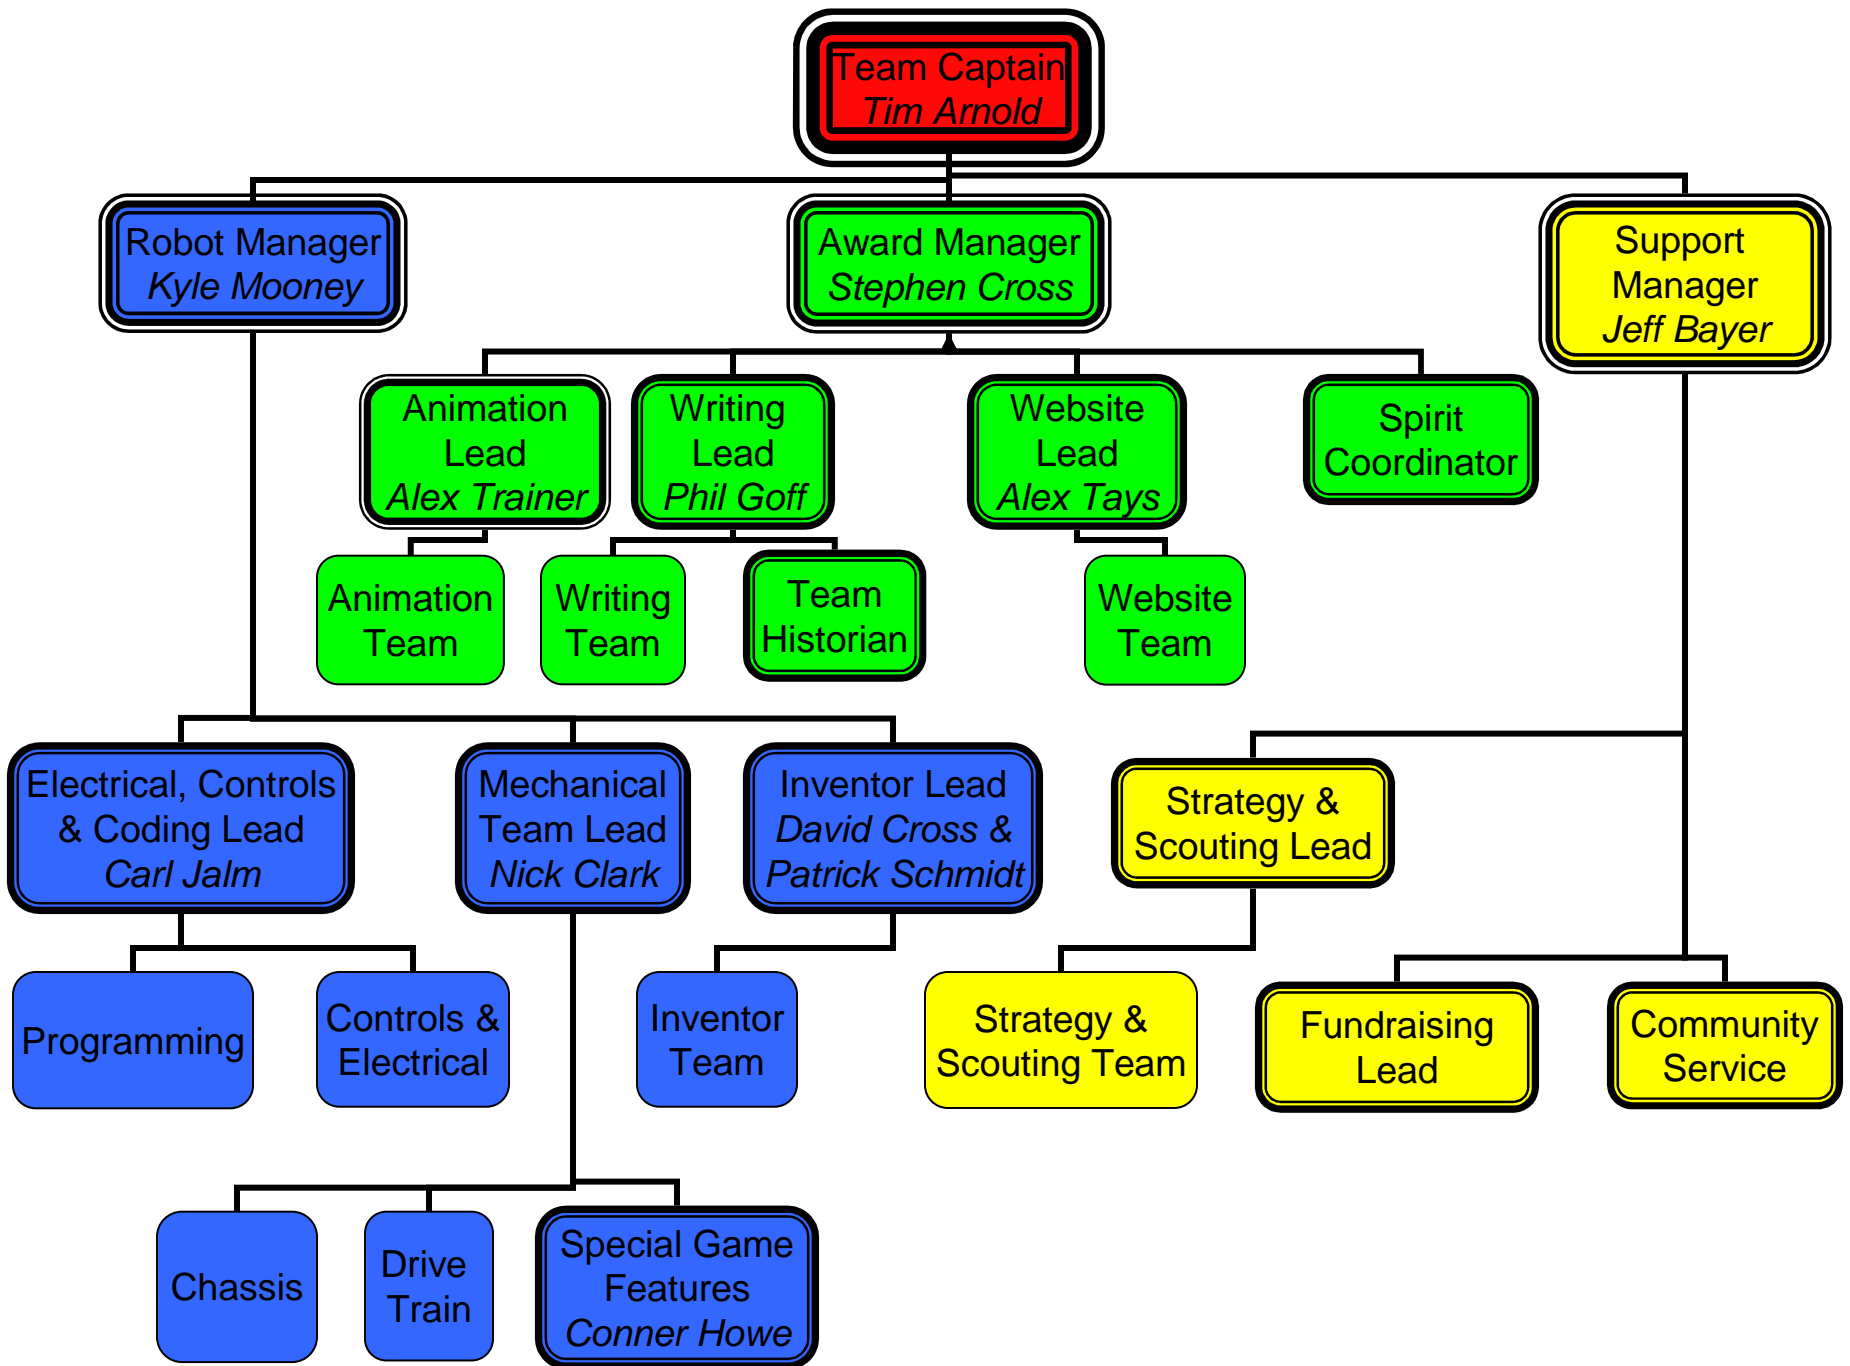 Team Captain
Tim Arnold
Robot Manager
Kyle Mooney
Award Manager
Stephen Cross
Support
Manager
Jeff Bayer
Animation
Lead
Alex Trainer
Writing
Lead
Phil Goff
Website
Lead
Alex Tays
Spirit
Coordinator
Animation
Team
Writing
Team
Team
Historian
Website
Team
Electrical, Controls
& Coding Lead
Carl Jalm
Mechanical
Team Lead
Nick Clark
Inventor Lead
David Cross &
Patrick Schmidt
Strategy &
Scouting Lead
Programming
Controls &
Electrical
Inventor
Team
Strategy &
Scouting Team
Fundraising
Lead
Community
Service
Chassis
Drive
Train
Special Game
Features
Conner Howe